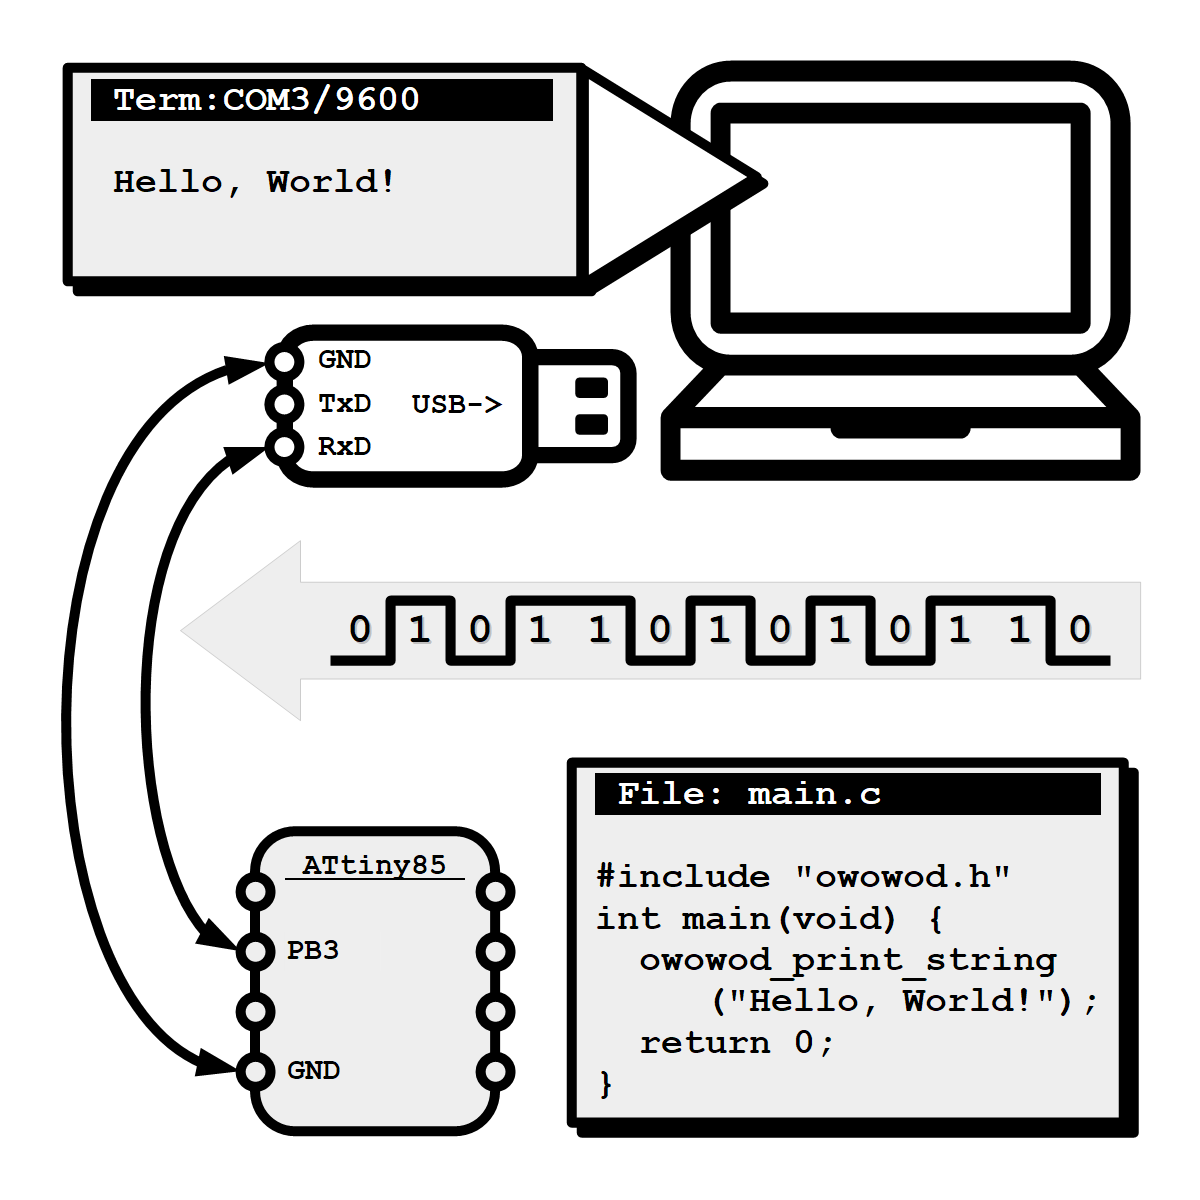 Term:COM3/9600
Hello, World!
GND
TxD USB->
RxD
0 1 0 1 1 0 1 0 1 0 1 1 0
ATtiny85
PB3
GND
File: main.c
#include "owowod.h"
int main(void) {
owowod_print_string
("Hello, World!");
return 0;
}